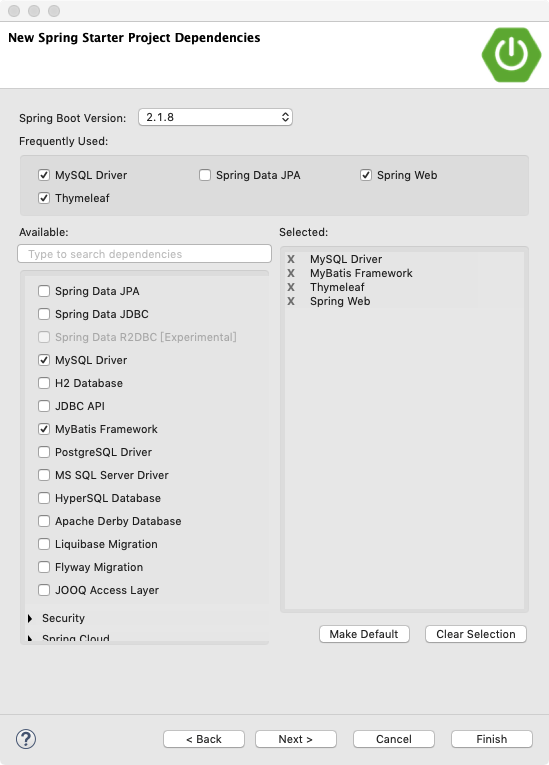 New Spring Starter Project Dependencies
Spring Boot Version: 2.1.8
Frequently Used:
MySQL Driver Spring Data JPA Spring Web
Thymeleaf
Available:
Type to search dependencies
Spring Data JPA
Spring Data JDBC
Spring Data R2DBC [Experimental]
MySQL Driver
H2 Database
JDBC API
MyBatis Framework
PostgreSQL Driver
MS SQL Server Driver
HyperSQL Database
Apache Derby Database
Liquibase Migration
Flyway Migration
JOOQ Access Layer
Security
Spring Cloud
Selected:
X MySQL Driver
X MyBatis Framework
X Thymeleaf
X Spring Web
Make Default Clear Selection
? < Back Next > Cancel Finish